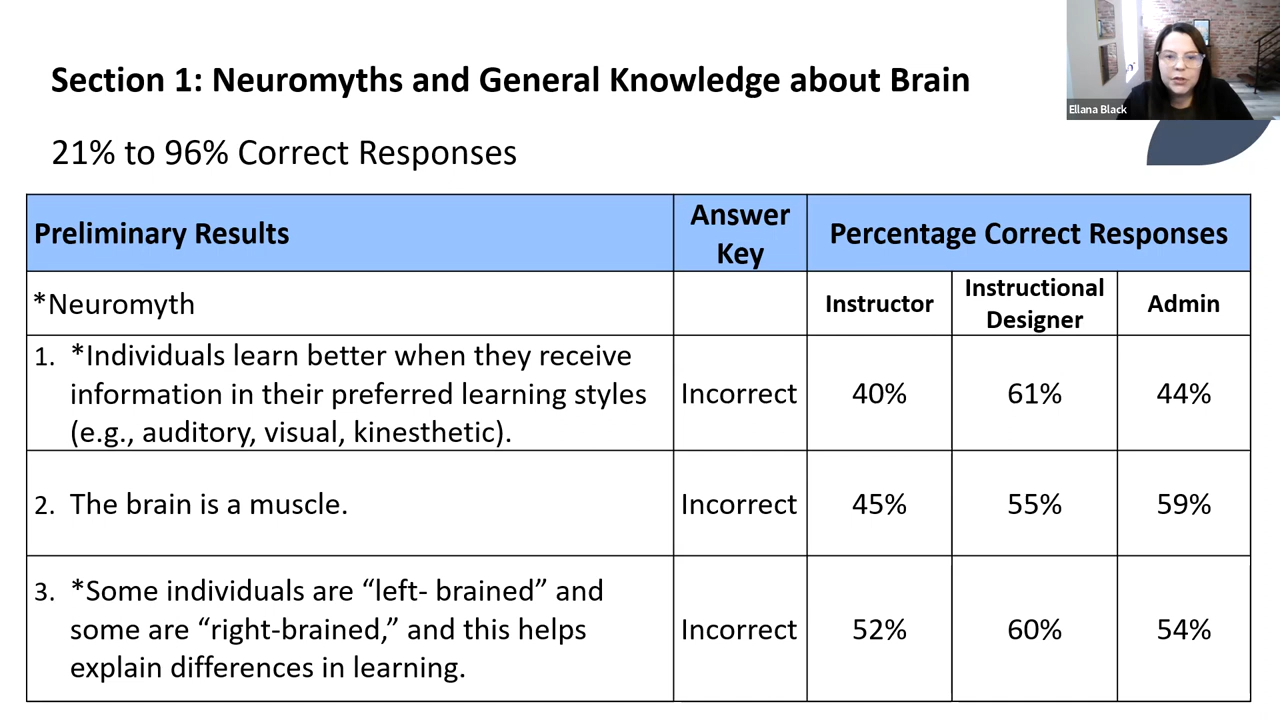 Section 1: Neuromyths and General Knowledge about Brain
Ellana Black
21% to 96% Correct Responses
Preliminary Results
Answer
Key
Percentage Correct Responses
*Neuromyth
Instructor
Instructional
Designer
Admin
1. *Individuals learn better when they receive
information in their preferred learning styles
(e.g., auditory, visual, kinesthetic).
Incorrect
40%
61%
44%
2. The brain is a muscle.
Incorrect
45%
55%
59%
3. *Some individuals are “left- brained” and
some are “right-brained,” and this helps
explain differences in learning.
Incorrect
52%
60%
54%